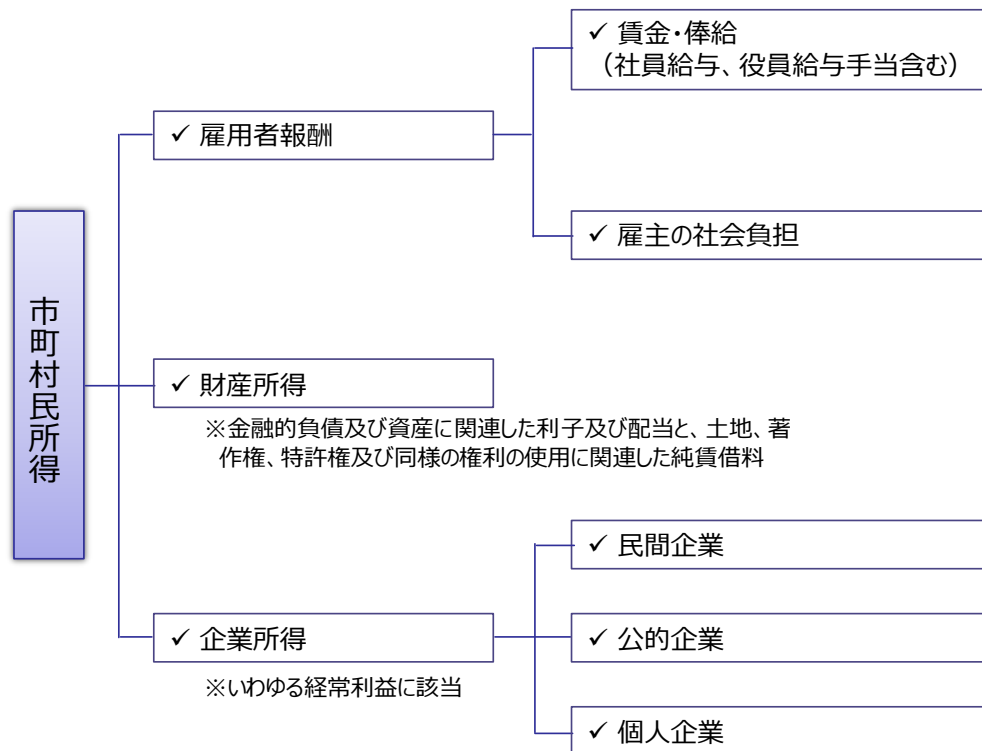 市町村民所得
✓ 雇用者報酬
✓ 賃金・俸給
（社員給与、役員給与手当含む）
✓ 雇主の社会負担
✓ 財産所得
※金融的負債及び資産に関連した利子及び配当と、土地、著
作権、特許権及び同様の権利の使用に関連した純賃借料
✓ 企業所得
※いわゆる経常利益に該当
✓ 民間企業
✓ 公的企業
✓ 個人企業